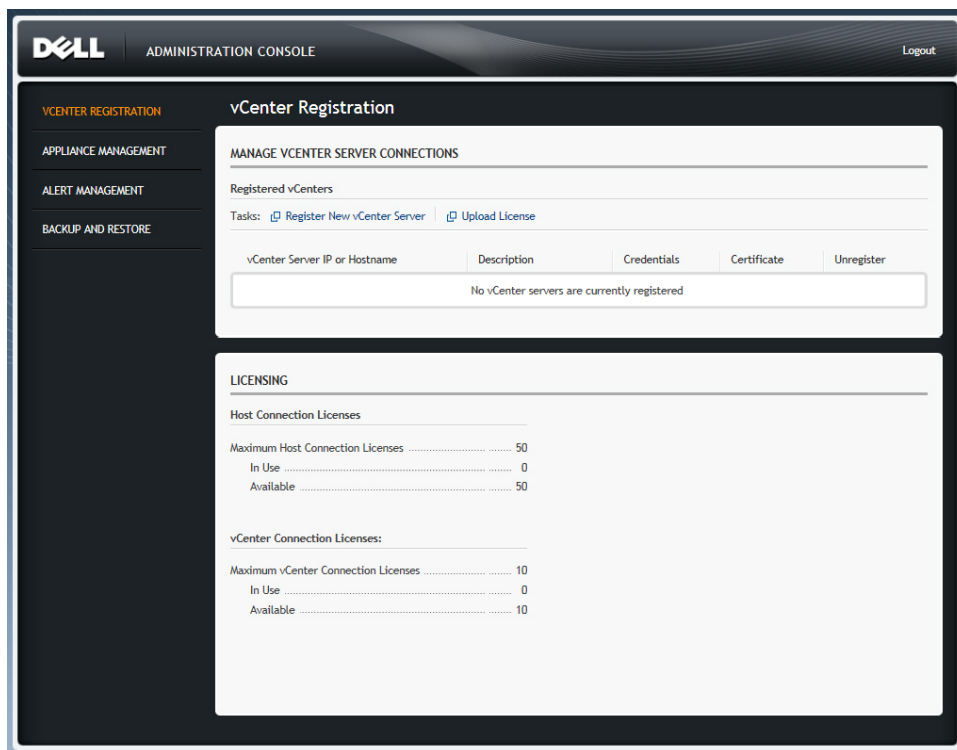 DELL ADMINISTRATION CONSOLE Logout
VCENTER REGISTRATION
APPLIANCE MANAGEMENT
ALERT MANAGEMENT
BACKUP AND RESTORE
vCenter Registration
MANAGE VCENTER SERVER CONNECTIONS
Registered vCenters
Tasks: Register New vCenter Server Upload License
vCenter Server IP or Hostname Description Credentials Certificate Unregister
No vCenter servers are currently registered
LICENSING
Host Connection Licenses
Maximum Host Connection Licenses ........................... 50
In Use ........................... 0
Available ........................... 50
vCenter Connection Licenses:
Maximum vCenter Connection Licenses ........................... 10
In Use ........................... 0
Available ........................... 10